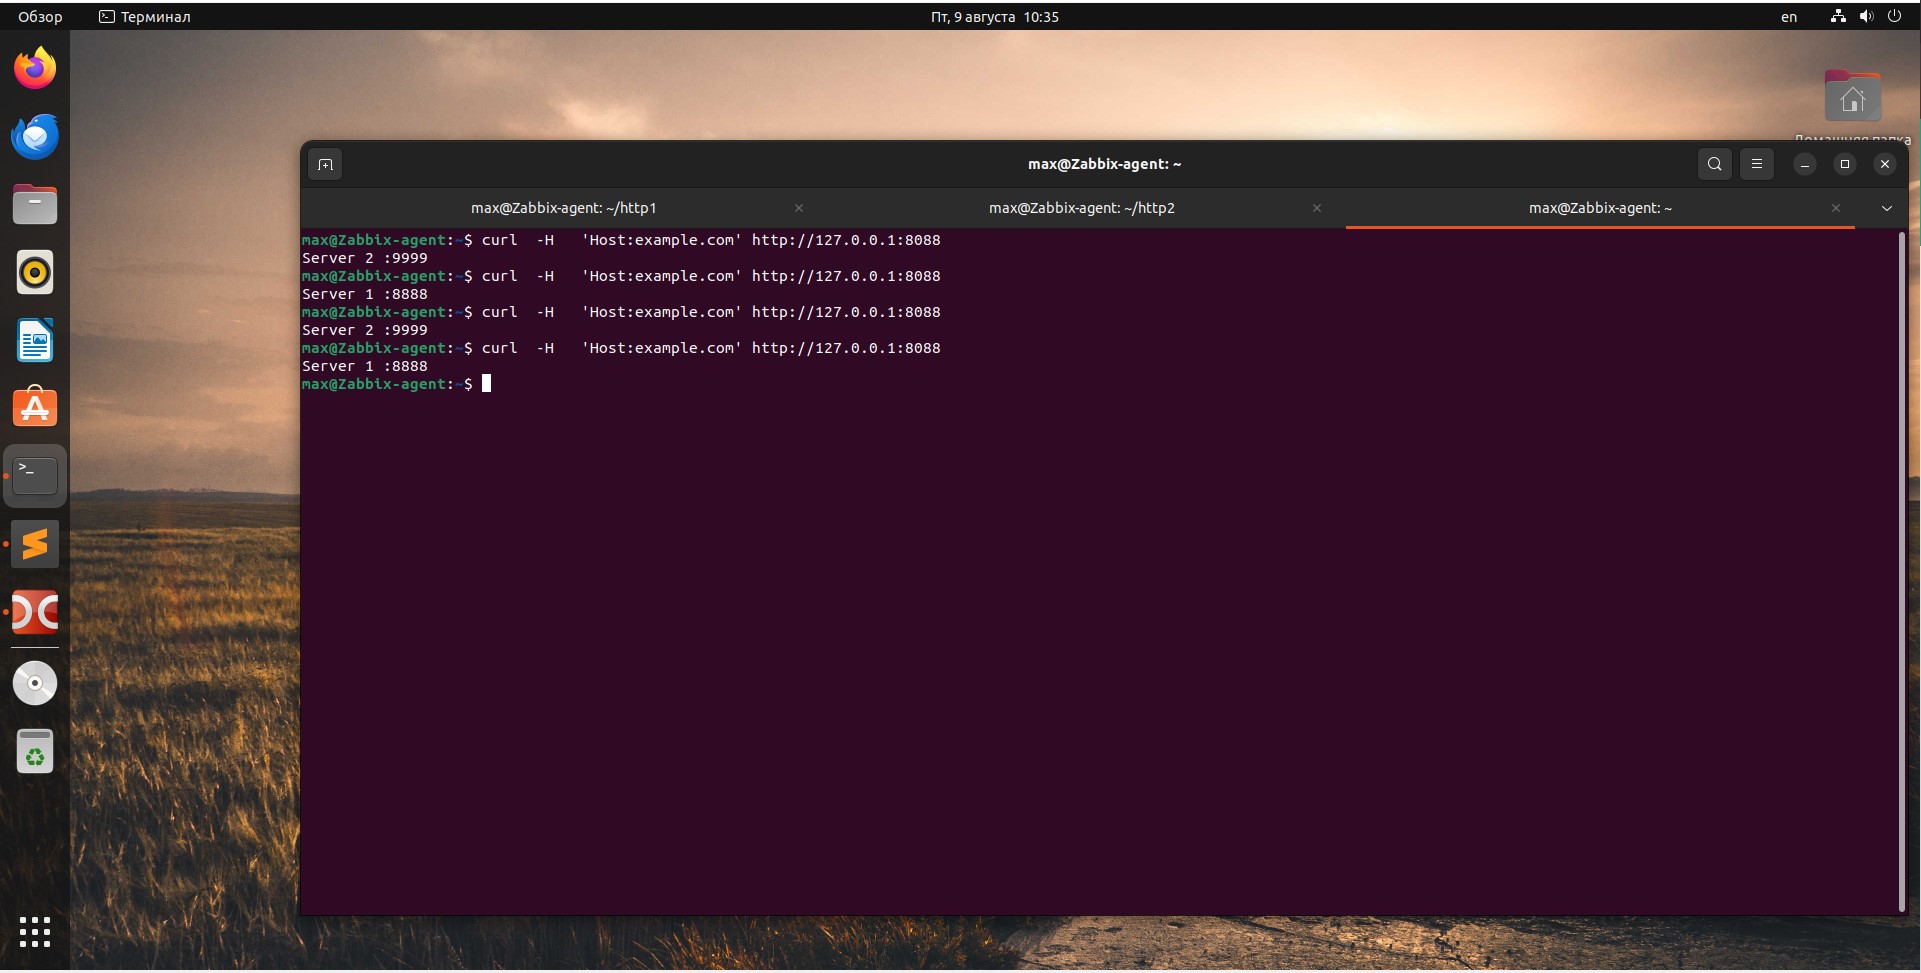 Обзор
Терминал
Пт, 9 августа 10:35
en
Домашняя папка
max@Zabbix-agent: ~
max@Zabbix-agent: ~/http1
max@Zabbix-agent: ~/http2
max@Zabbix-agent: ~
max@Zabbix-agent:~$ curl  -H   'Host:example.com' http://127.0.0.1:8088
Server 2 :9999
max@Zabbix-agent:~$ curl  -H   'Host:example.com' http://127.0.0.1:8088
Server 1 :8888
max@Zabbix-agent:~$ curl  -H   'Host:example.com' http://127.0.0.1:8088
Server 2 :9999
max@Zabbix-agent:~$ curl  -H   'Host:example.com' http://127.0.0.1:8088
Server 1 :8888
max@Zabbix-agent:~$